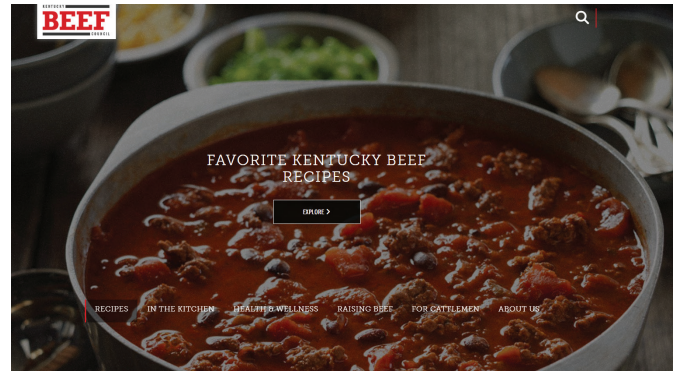 KENTUCKY
BEEF
COUNCIL
FAVORITE KENTUCKY BEEF
RECIPES
EXPLORE >
RECIPES IN THE KITCHEN HEALTH & WELLNESS RAISING BEEF FOR CATTLEMEN ABOUT US